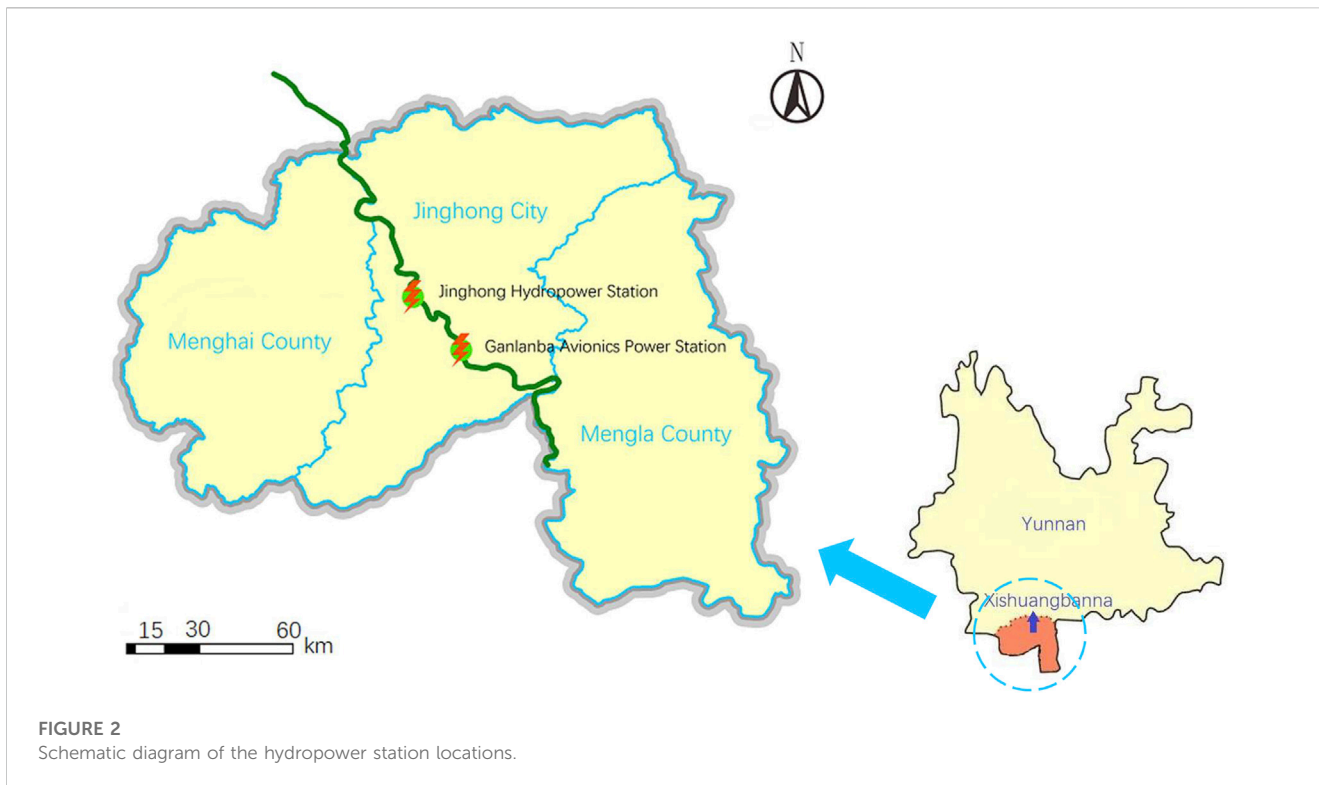 N
Jinghong City
Jinghong Hydropower Station
Menghai County
Ganlanba Avionics Power Station
Mengla County
Yunnan
Xishuangbanna
15 30 60 km
FIGURE 2
Schematic diagram of the hydropower station locations.